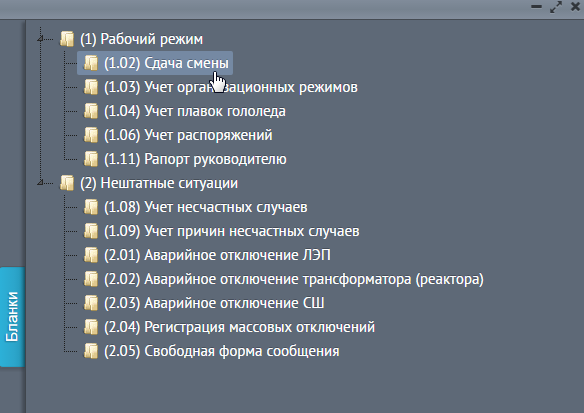 (1) Рабочий режим
(1.02) Сдача смены
(1.03) Учет организационных режимов
(1.04) Учет плавок гололеда
(1.06) Учет распоряжений
(1.11) Рапорт руководителю
(2) Нештатные ситуации
(1.08) Учет несчастных случаев
(1.09) Учет причин несчастных случаев
(2.01) Аварийное отключение ЛЭП
(2.02) Аварийное отключение трансформатора (реактора)
(2.03) Аварийное отключение СШ
(2.04) Регистрация массовых отключений
(2.05) Свободная форма сообщения
Бланки